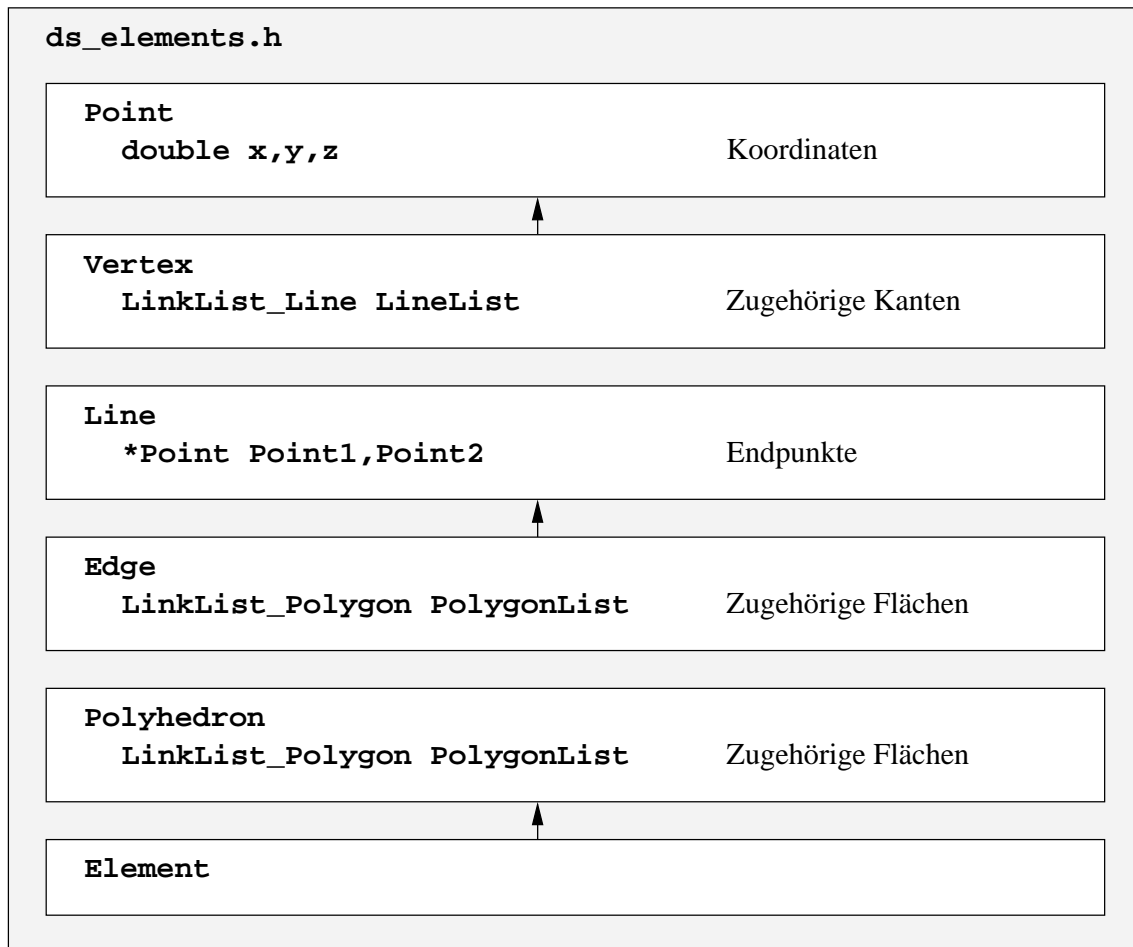 ds_elements.h
Point
double x,y,z Koordinaten
Vertex
LinkList_Line LineList Zugehörige Kanten
Line
*Point Point1,Point2 Endpunkte
Edge
LinkList_Polygon PolygonList Zugehörige Flächen
Polyhedron
LinkList_Polygon PolygonList Zugehörige Flächen
Element